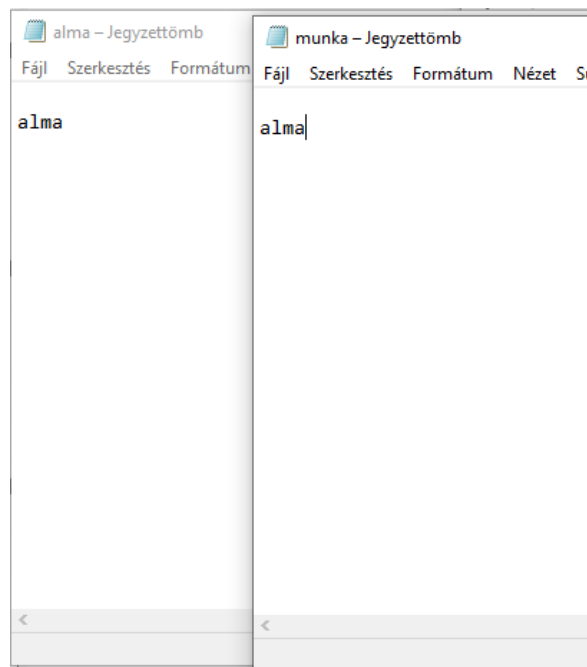 alma – Jegyzettömb
Fájl Szerkesztés Formátum
alma
munka – Jegyzettömb
Fájl Szerkesztés Formátum Nézet
alma